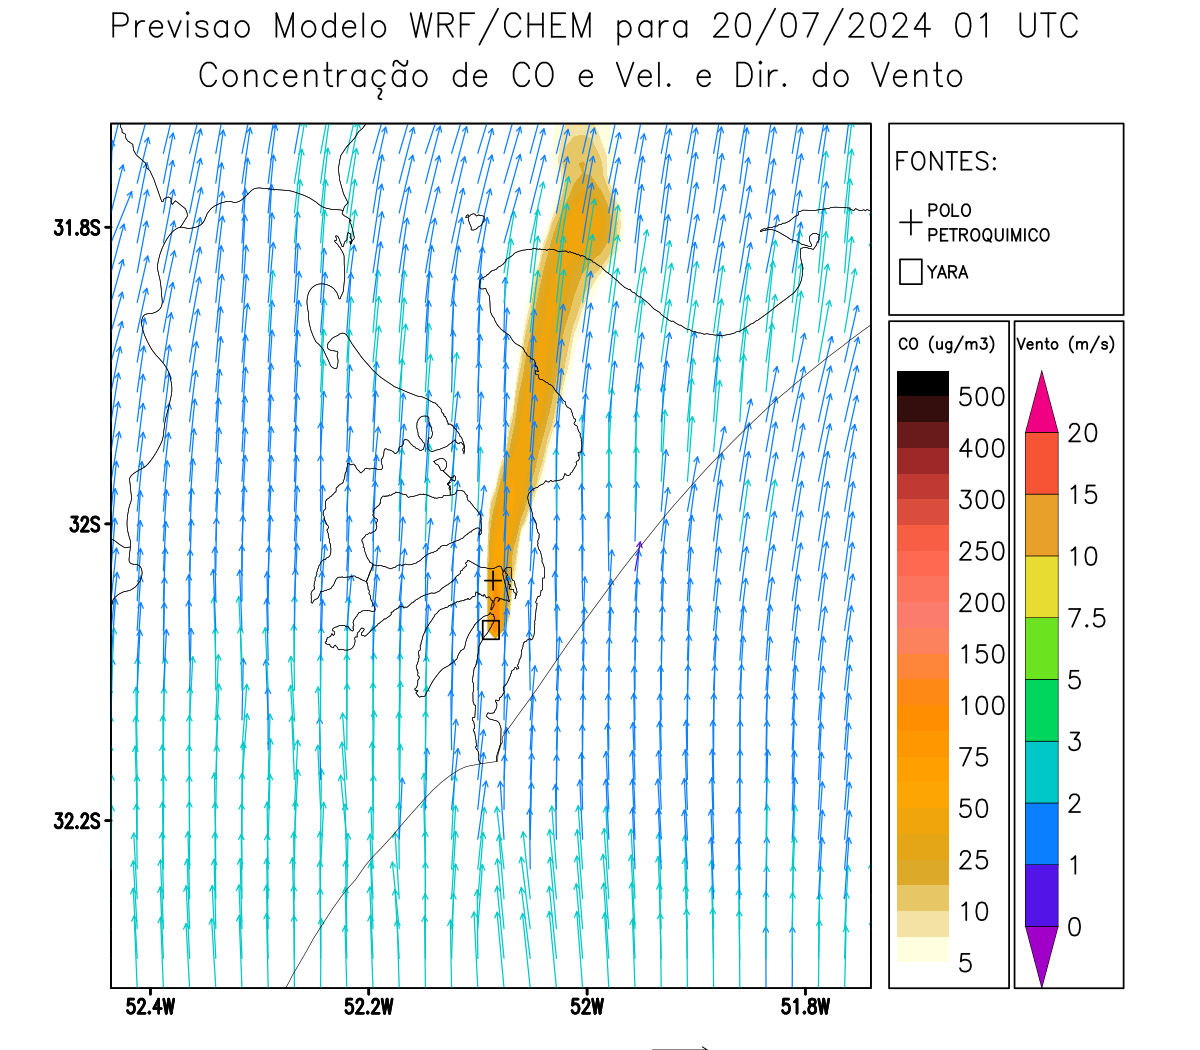 Previsao Modelo WRF/CHEM para 20/07/2024 01 UTC
Concentração de CO e Vel. e Dir. do Vento
FONTES:
POLO
PETROQUIMICO
YARA
31.8S
32S
32.2S
52.4W
52.2W
52W
51.8W
CO (ug/m3)
500
400
300
250
200
150
100
75
50
25
10
5
Vento (m/s)
20
15
10
7.5
5
3
2
1
0